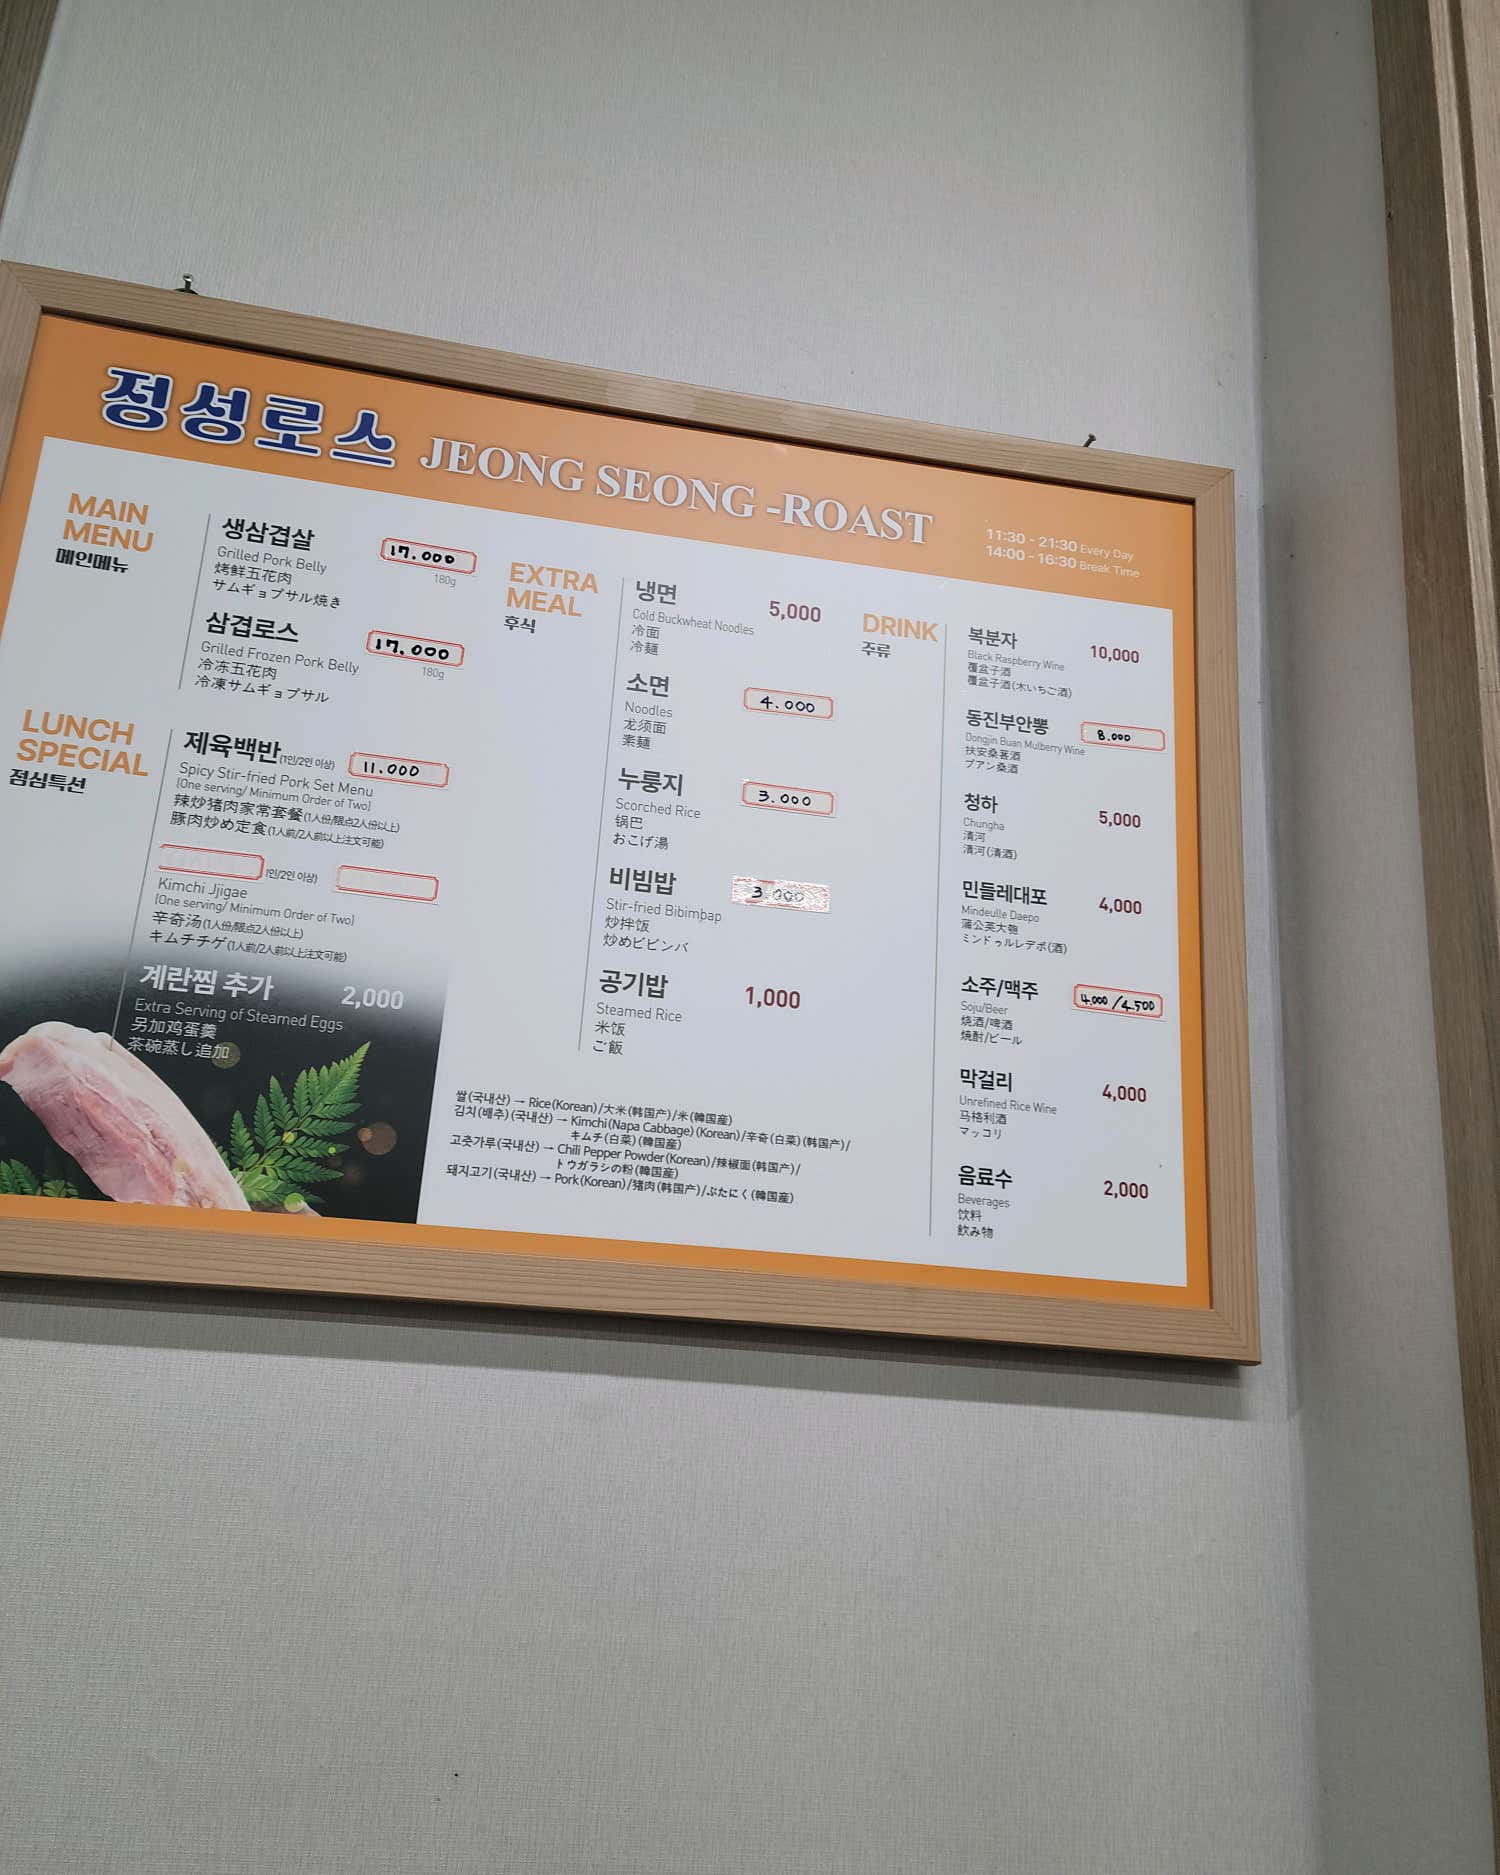 정성로스 JEONG SEONG -ROAST
11:30 - 21:30 Every Day
14:00 - 16:30 Break Time
MAIN
MENU
메인메뉴
생삼겹살
17.000
Grilled Pork Belly
180g
烤鲜五花肉
サムギョプサル焼き
삼겹로스
17.000
Grilled Frozen Pork Belly
180g
冷冻五花肉
冷凍サムギョプサル
LUNCH
SPECIAL
점심특선
제육백반(1인/2인 이상)
11.000
Spicy Stir-fried Pork Set Menu
(One serving/ Minimum Order of Two)
辣炒猪肉家常套餐(1人份/限点2人份以上)
豚肉炒め定食(1人前/2人前以上注文可能)
1인/2인 이상)
Kimchi Jjigae
(One serving/ Minimum Order of Two)
辛奇汤(1人份/限点2人份以上)
キムチチゲ(1人前/2人前以上注文可能)
계란찜 추가 2,000
Extra Serving of Steamed Eggs
另加鸡蛋羹
茶碗蒸し追加
EXTRA
MEAL
후식
냉면 5,000
Cold Buckwheat Noodles
冷面
冷麺
소면
4.000
Noodles
龙须面
素麺
누룽지
3.000
Scorched Rice
锅巴
おこげ湯
비빔밥
3.000
Stir-fried Bibimbap
炒拌饭
炒めビビンバ
공기밥 1,000
Steamed Rice
米饭
ご飯
쌀(국내산) → Rice(Korean)/大米(韩国产)/米(韓国産)
김치(배추)(국내산) → Kimchi(Napa Cabbage)(Korean)/辛奇(白菜)(韩国产)/
キムチ(白菜)(韓国産)
고춧가루(국내산) → Chili Pepper Powder(Korean)/辣椒面(韩国产)/
トウガラシの粉(韓国産)
돼지고기(국내산) → Pork(Korean)/猪肉(韩国产)/ぶたにく(韓国産)
DRINK
주류
복분자 10,000
Black Raspberry Wine
覆盆子酒
覆盆子酒(木いちご酒)
동진부안뽕
8.000
Dongjin Buan Mulberry Wine
扶安桑葚酒
プアン桑酒
청하 5,000
Chungha
清河
清河(清酒)
민들레대포 4,000
Mindeulle Daepo
蒲公英大匏
ミンドゥルレデポ(酒)
소주/맥주
4.000/4.500
Soju/Beer
烧酒/啤酒
焼酎/ビール
막걸리 4,000
Unrefined Rice Wine
马格利酒
マッコリ
음료수 2,000
Beverages
饮料
飲み物